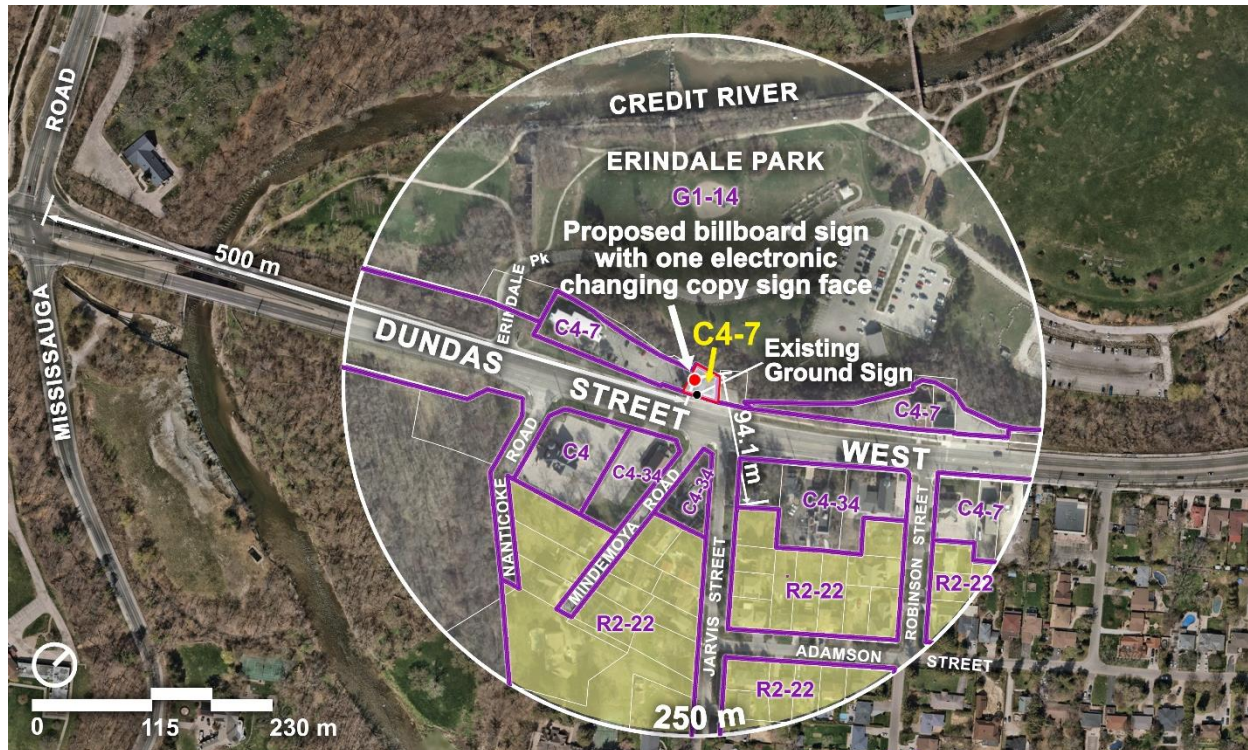 ROAD
CREDIT RIVER
ERINDALE PARK
G1-14
Proposed billboard sign
with one electronic
changing copy sign face
500 m
ERINDALE Pk
C4-7
C4-7
Existing
Ground Sign
MISSISSAUGA
DUNDAS
STREET
WEST
C4-7
94.1 m
ROAD
NANTICOKE
C4
C4-34
MINDEMOYA ROAD
C4-34
C4-34
C4-7
JARVIS STREET
ROBINSON STREET
R2-22
R2-22
R2-22
ADAMSON STREET
R2-22
250 m
0 115 230 m